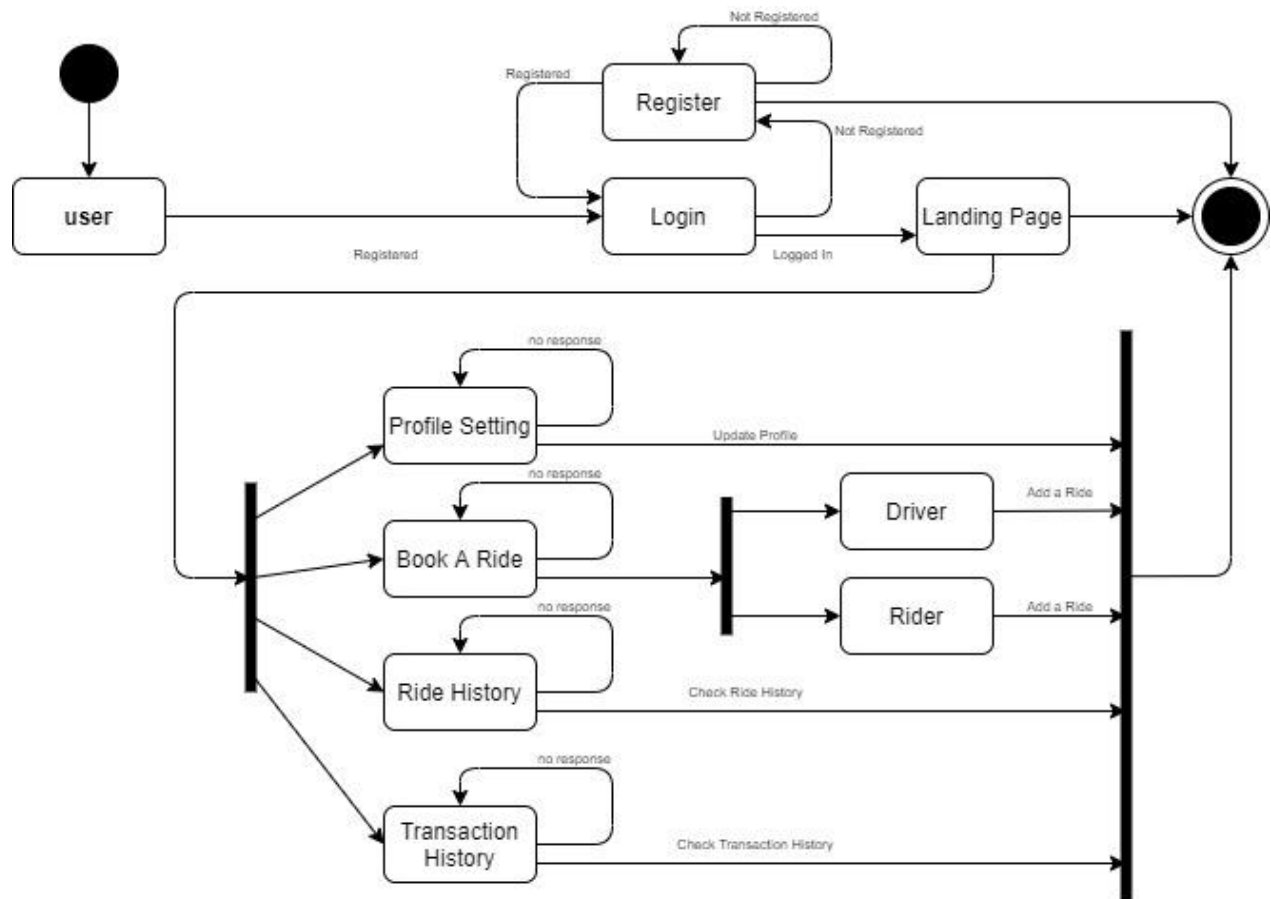 Not Registered
Registered
Register
Not Registered
user
Login
Landing Page
Registered
Logged In
no response
Profile Setting
Update Profile
no response
Book A Ride
Driver
Add a Ride
no response
Rider
Add a Ride
Ride History
Check Ride History
no response
Transaction
History
Check Transaction History